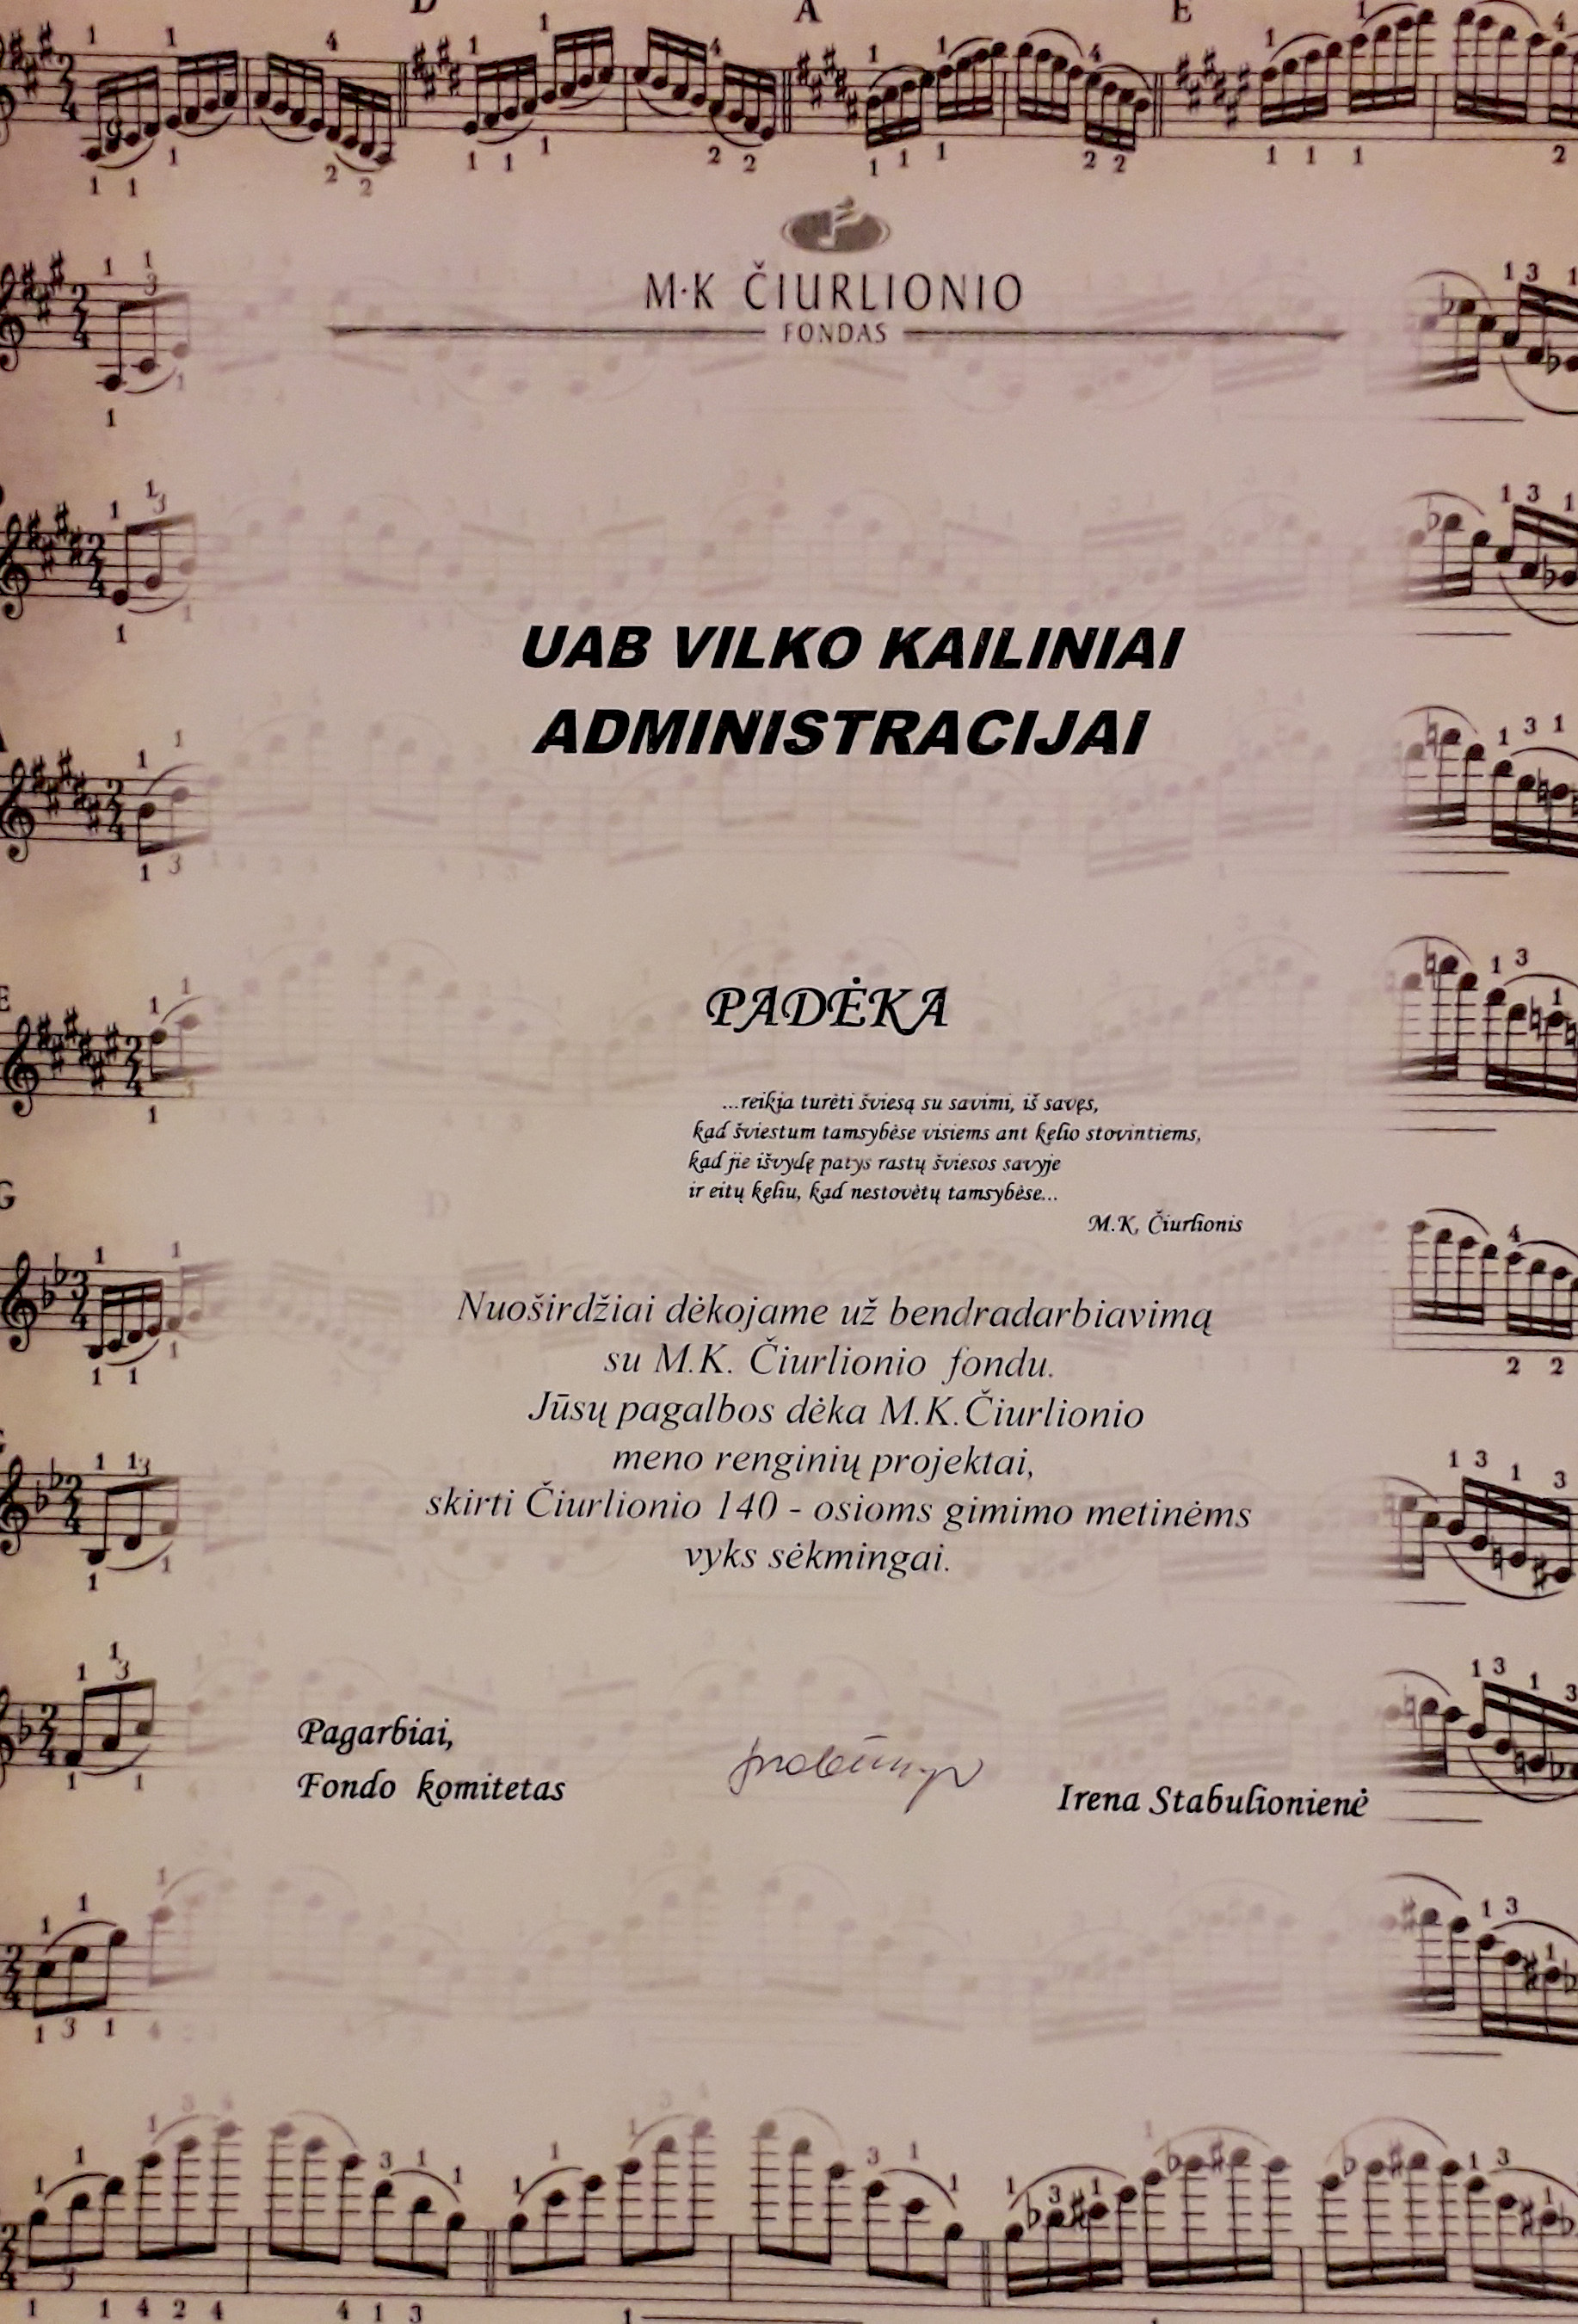 M·K ČIURLIONIO
FONDAS
UAB VILKO KAILINIAI
ADMINISTRACIJAI
PADĖKA
...reikia turėti šviesą su savimi, iš savęs,
kad šviestum tamsybėse visiems ant kelio stovintiems,
kad jie išvydę patys rastų šviesos savyje
ir eitų keliu, kad nestovėtų tamsybėse...
M.K, Čiurlionis
Nuoširdžiai dėkojame už bendradarbiavimą
su M.K. Čiurlionio fondu.
Jūsų pagalbos dėka M.K.Čiurlionio
meno renginių projektai,
skirti Čiurlionio 140 - osioms gimimo metinėms
vyks sėkmingai.
Pagarbiai,
Fondo komitetas
Irena Stabulionienė